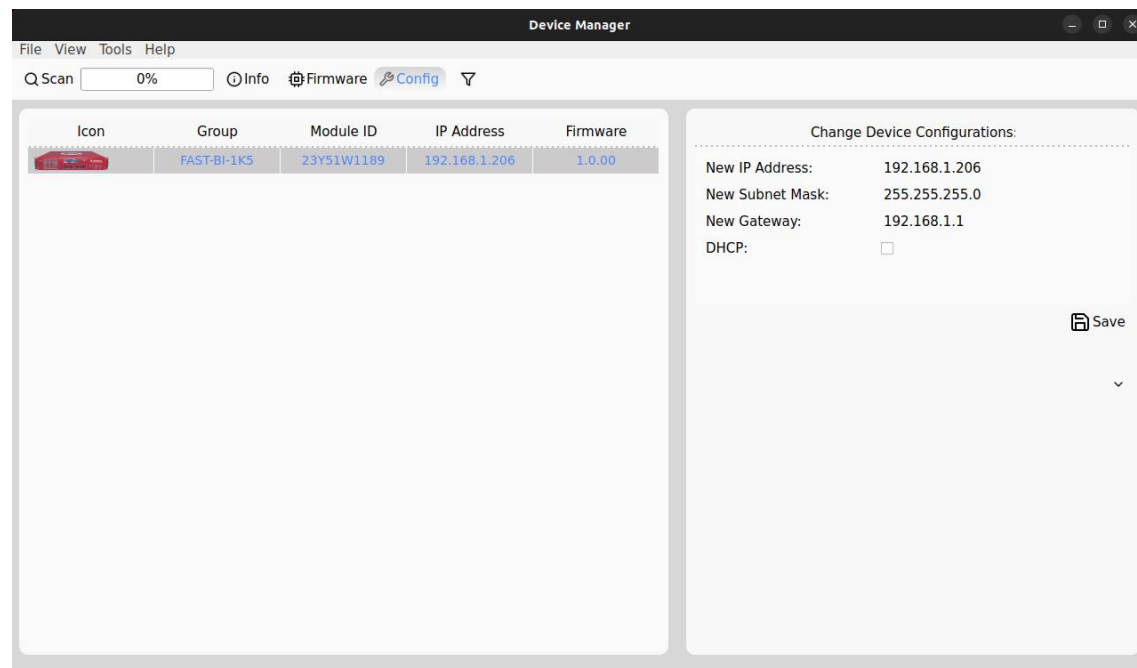 Device Manager
File View Tools Help
Scan 0% Info Firmware Config
Icon Group Module ID IP Address Firmware
FAST-BI-1K5 23Y51W1189 192.168.1.206 1.0.00
Change Device Configurations:
New IP Address: 192.168.1.206
New Subnet Mask: 255.255.255.0
New Gateway: 192.168.1.1
DHCP:
Save